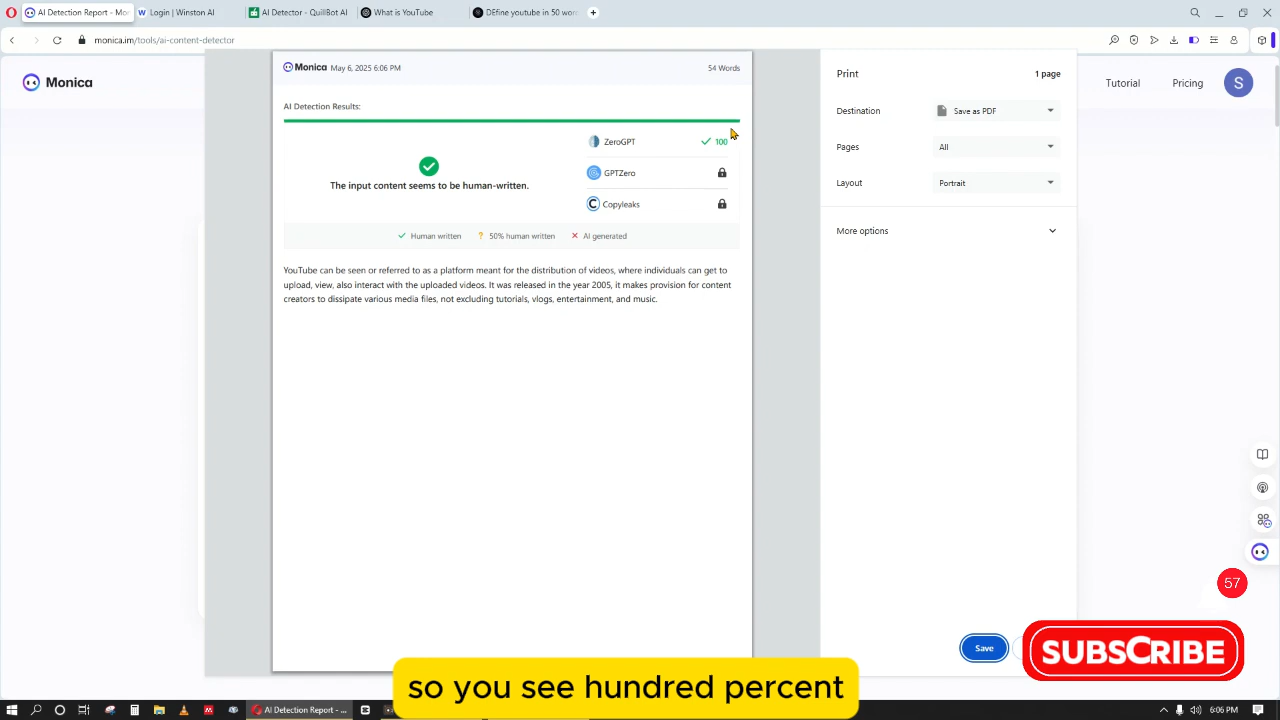 AI Detection Report - Mo
Login | Winston AI
AI Detector - QuillBot AI
What is YouTube
DEfine youtube in 50 wor
monica.im/tools/ai-content-detector
Monica
Tutorial
Pricing
S
Monica May 6, 2025 6:06 PM
54 Words
AI Detection Results:
ZeroGPT
100
The input content seems to be human-written.
GPTZero
Copyleaks
Human written
50% human written
AI generated
YouTube can be seen or referred to as a platform meant for the distribution of videos, where individuals can get to
upload, view, also interact with the uploaded videos. It was released in the year 2005, it makes provision for content
creators to dissipate various media files, not excluding tutorials, vlogs, entertainment, and music.
Print
1 page
Destination
Save as PDF
Pages
All
Layout
Portrait
More options
57
Save
SUBSCRIBE
so you see hundred percent
AI Detection Report - ...
6:06 PM